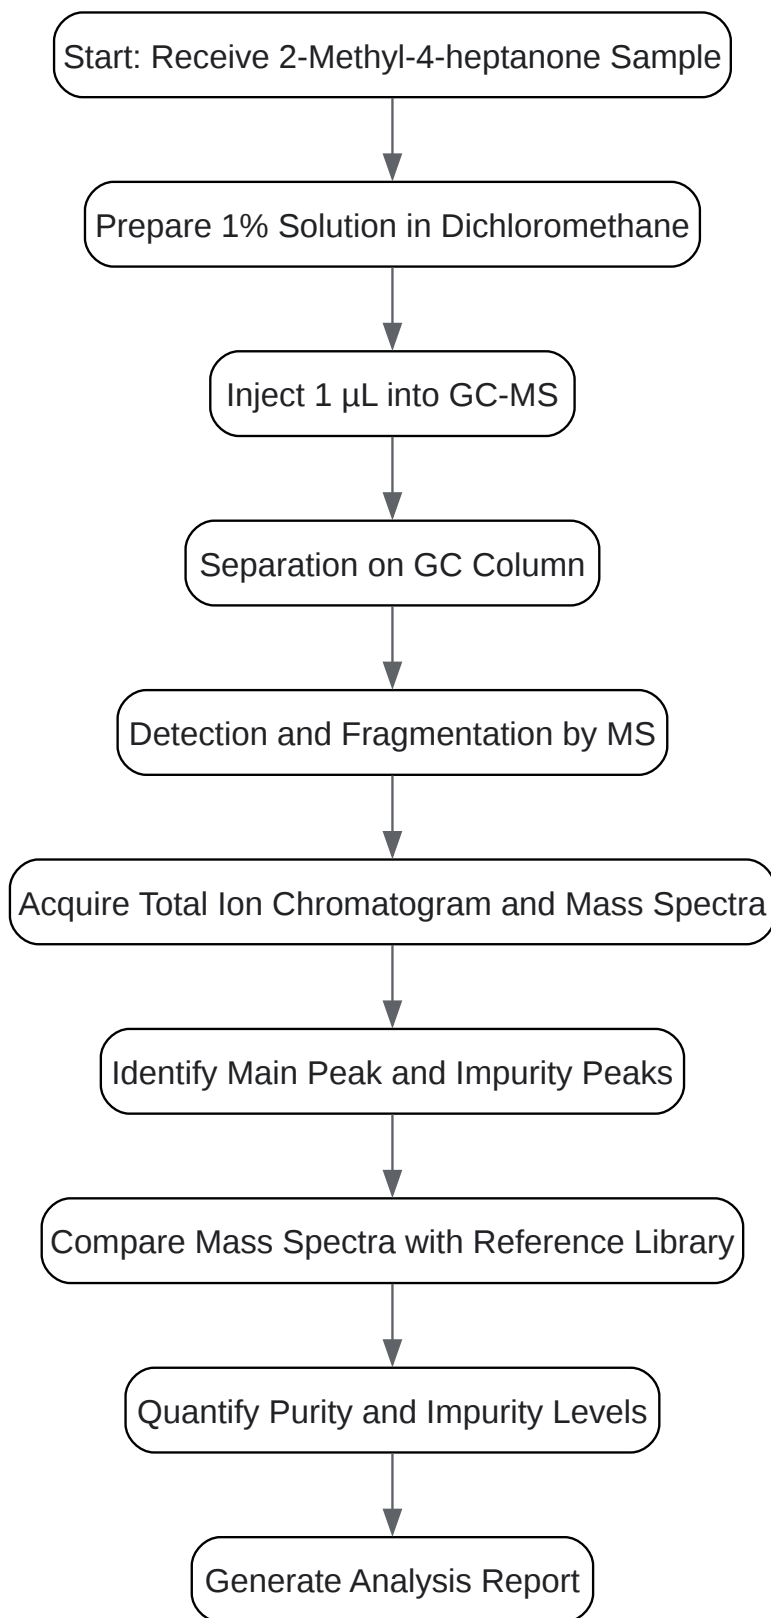 Start: Receive 2-Methyl-4-heptanone Sample
Prepare 1% Solution in Dichloromethane
Inject 1 µL into GC-MS
Separation on GC Column
Detection and Fragmentation by MS
Acquire Total Ion Chromatogram and Mass Spectra
Identify Main Peak and Impurity Peaks
Compare Mass Spectra with Reference Library
Quantify Purity and Impurity Levels
Generate Analysis Report